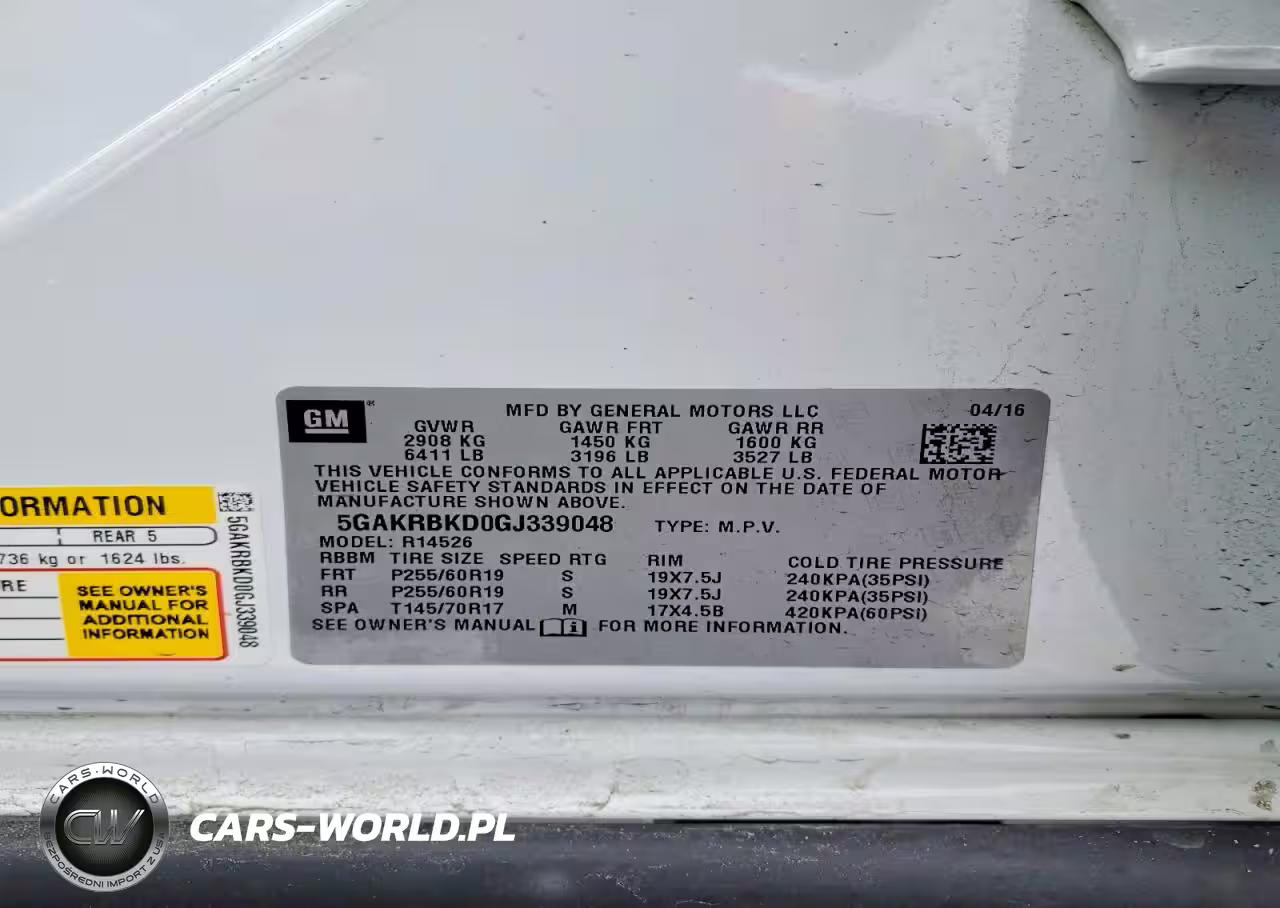 GM
®
MFD BY GENERAL MOTORS LLC
04/16
GVWR GAWR FRT GAWR RR
2908 KG 1450 KG 1600 KG
6411 LB 3196 LB 3527 LB
THIS VEHICLE CONFORMS TO ALL APPLICABLE U.S. FEDERAL MOTOR
VEHICLE SAFETY STANDARDS IN EFFECT ON THE DATE OF
MANUFACTURE SHOWN ABOVE.
5GAKRBKD0GJ339048 TYPE: M.P.V.
MODEL: R14526
RBBM TIRE SIZE SPEED RTG RIM COLD TIRE PRESSURE
FRT P255/60R19 S 19X7.5J 240KPA(35PSI)
RR P255/60R19 S 19X7.5J 240KPA(35PSI)
SPA T145/70R17 M 17X4.5B 420KPA(60PSI)
SEE OWNER'S MANUAL FOR MORE INFORMATION.
ORMATION
REAR 5
736 kg or 1624 lbs.
RE
SEE OWNER'S
MANUAL FOR
ADDITIONAL
INFORMATION
5GAKRBKD0GJ339048
CARS-WORLD
CW
BEZPOŚREDNI IMPORT Z USA
CARS-WORLD.PL